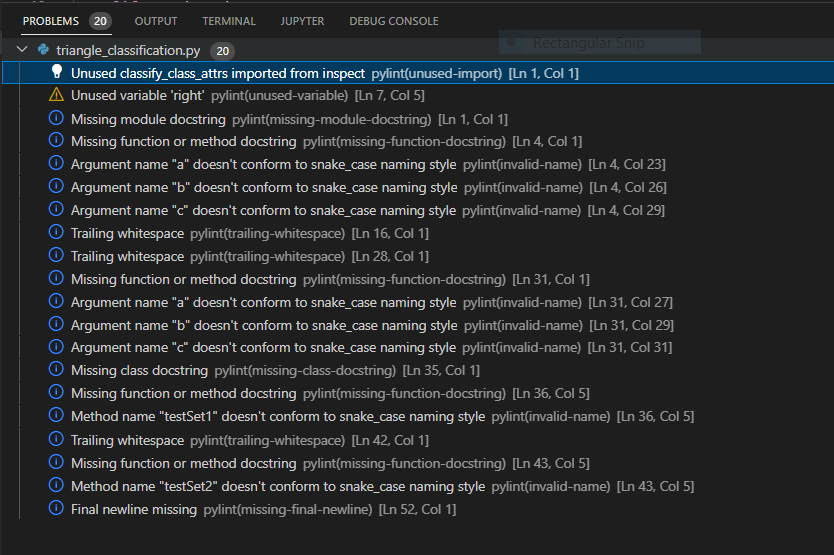 PROBLEMS 20 OUTPUT TERMINAL JUPYTER DEBUG CONSOLE
Rectangular Snip
triangle_classification.py 20
Unused classify_class_attrs imported from inspect pylint(unused-import) [Ln 1, Col 1]
Unused variable 'right' pylint(unused-variable) [Ln 7, Col 5]
Missing module docstring pylint(missing-module-docstring) [Ln 1, Col 1]
Missing function or method docstring pylint(missing-function-docstring) [Ln 4, Col 1]
Argument name "a" doesn't conform to snake_case naming style pylint(invalid-name) [Ln 4, Col 23]
Argument name "b" doesn't conform to snake_case naming style pylint(invalid-name) [Ln 4, Col 26]
Argument name "c" doesn't conform to snake_case naming style pylint(invalid-name) [Ln 4, Col 29]
Trailing whitespace pylint(trailing-whitespace) [Ln 16, Col 1]
Trailing whitespace pylint(trailing-whitespace) [Ln 28, Col 1]
Missing function or method docstring pylint(missing-function-docstring) [Ln 31, Col 1]
Argument name "a" doesn't conform to snake_case naming style pylint(invalid-name) [Ln 31, Col 27]
Argument name "b" doesn't conform to snake_case naming style pylint(invalid-name) [Ln 31, Col 29]
Argument name "c" doesn't conform to snake_case naming style pylint(invalid-name) [Ln 31, Col 31]
Missing class docstring pylint(missing-class-docstring) [Ln 35, Col 1]
Missing function or method docstring pylint(missing-function-docstring) [Ln 36, Col 5]
Method name "testSet1" doesn't conform to snake_case naming style pylint(invalid-name) [Ln 36, Col 5]
Trailing whitespace pylint(trailing-whitespace) [Ln 42, Col 1]
Missing function or method docstring pylint(missing-function-docstring) [Ln 43, Col 5]
Method name "testSet2" doesn't conform to snake_case naming style pylint(invalid-name) [Ln 43, Col 5]
Final newline missing pylint(missing-final-newline) [Ln 52, Col 1]